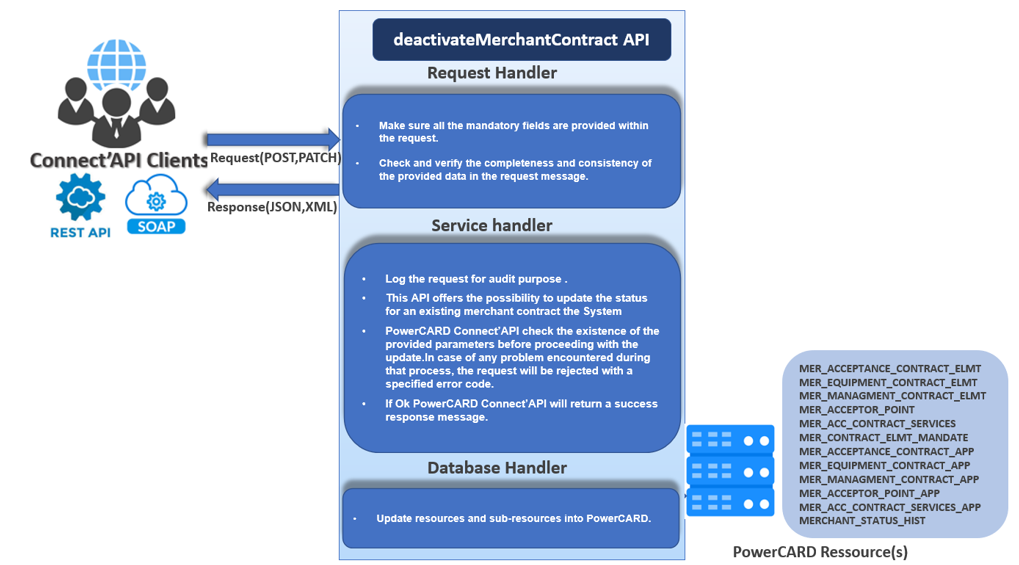 deactivateMerchantContract API
Request Handler
• Make sure all the mandatory fields are provided within
the request.
• Check and verify the completeness and consistency of
the provided data in the request message.
Connect'API Clients
Request(POST,PATCH)
Response(JSON,XML)
REST API
SOAP
Service handler
• Log the request for audit purpose .
• This API offers the possibility to update the status
for an existing merchant contract the System
• PowerCARD Connect'API check the existence of the
provided parameters before proceeding with the
update.In case of any problem encountered during
that process, the request will be rejected with a
specified error code.
• If Ok PowerCARD Connect'API will return a success
response message.
Database Handler
• Update resources and sub-resources into PowerCARD.
MER_ACCEPTANCE_CONTRACT_ELMT
MER_EQUIPMENT_CONTRACT_ELMT
MER_MANAGMENT_CONTRACT_ELMT
MER_ACCEPTOR_POINT
MER_ACC_CONTRACT_SERVICES
MER_CONTRACT_ELMT_MANDATE
MER_ACCEPTANCE_CONTRACT_APP
MER_EQUIPMENT_CONTRACT_APP
MER_MANAGMENT_CONTRACT_APP
MER_ACCEPTOR_POINT_APP
MER_ACC_CONTRACT_SERVICES_APP
MERCHANT_STATUS_HIST
PowerCARD Ressource(s)